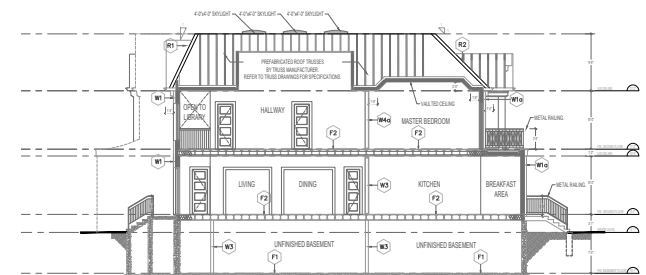 4'-0"x4'-0" SKYLIGHT 4'-0"x4'-0" SKYLIGHT 4'-0"x4'-0" SKYLIGHT
R1
R2
PREFABRICATED ROOF TRUSSES
BY TRUSS MANUFACTURER.
REFER TO TRUSS DRAWINGS FOR SPECIFICATIONS
VAULTED CEILING
W1
W1a
OPEN TO
LIBRARY
HALLWAY
W4a
MASTER BEDROOM
METAL RAILING.
F2
F2
W1
W1a
LIVING
DINING
W3
KITCHEN
BREAKFAST
AREA
METAL RAILING.
F2
F2
W3
UNFINISHED BASEMENT
W3
UNFINISHED BASEMENT
F1
F1